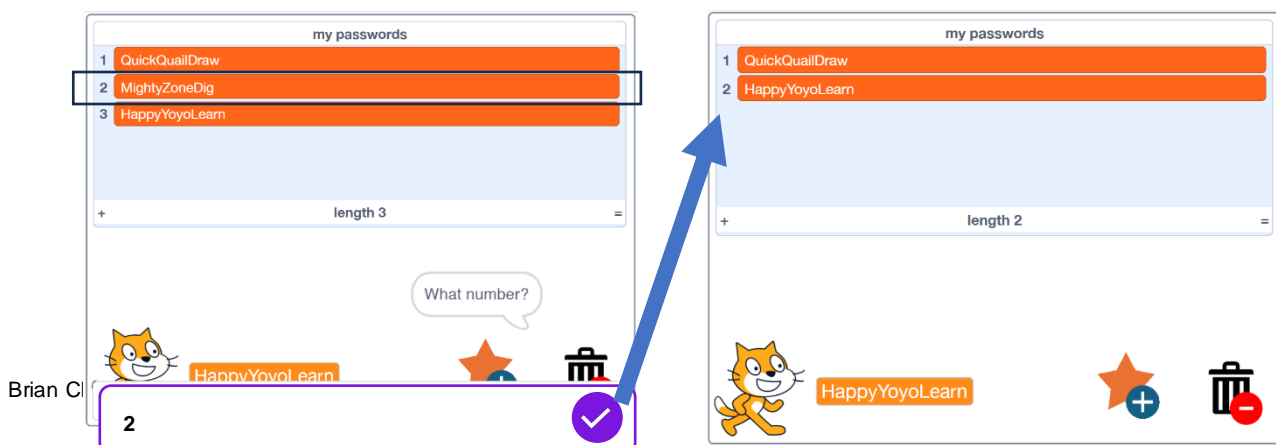 my passwords
1 QuickQuailDraw
2 MightyZoneDig
3 HappyYoyoLearn
+ length 3 =
What number?
HappyYoyoLearn
Brian
2
my passwords
1 QuickQuailDraw
2 HappyYoyoLearn
+ length 2 =
HappyYoyoLearn